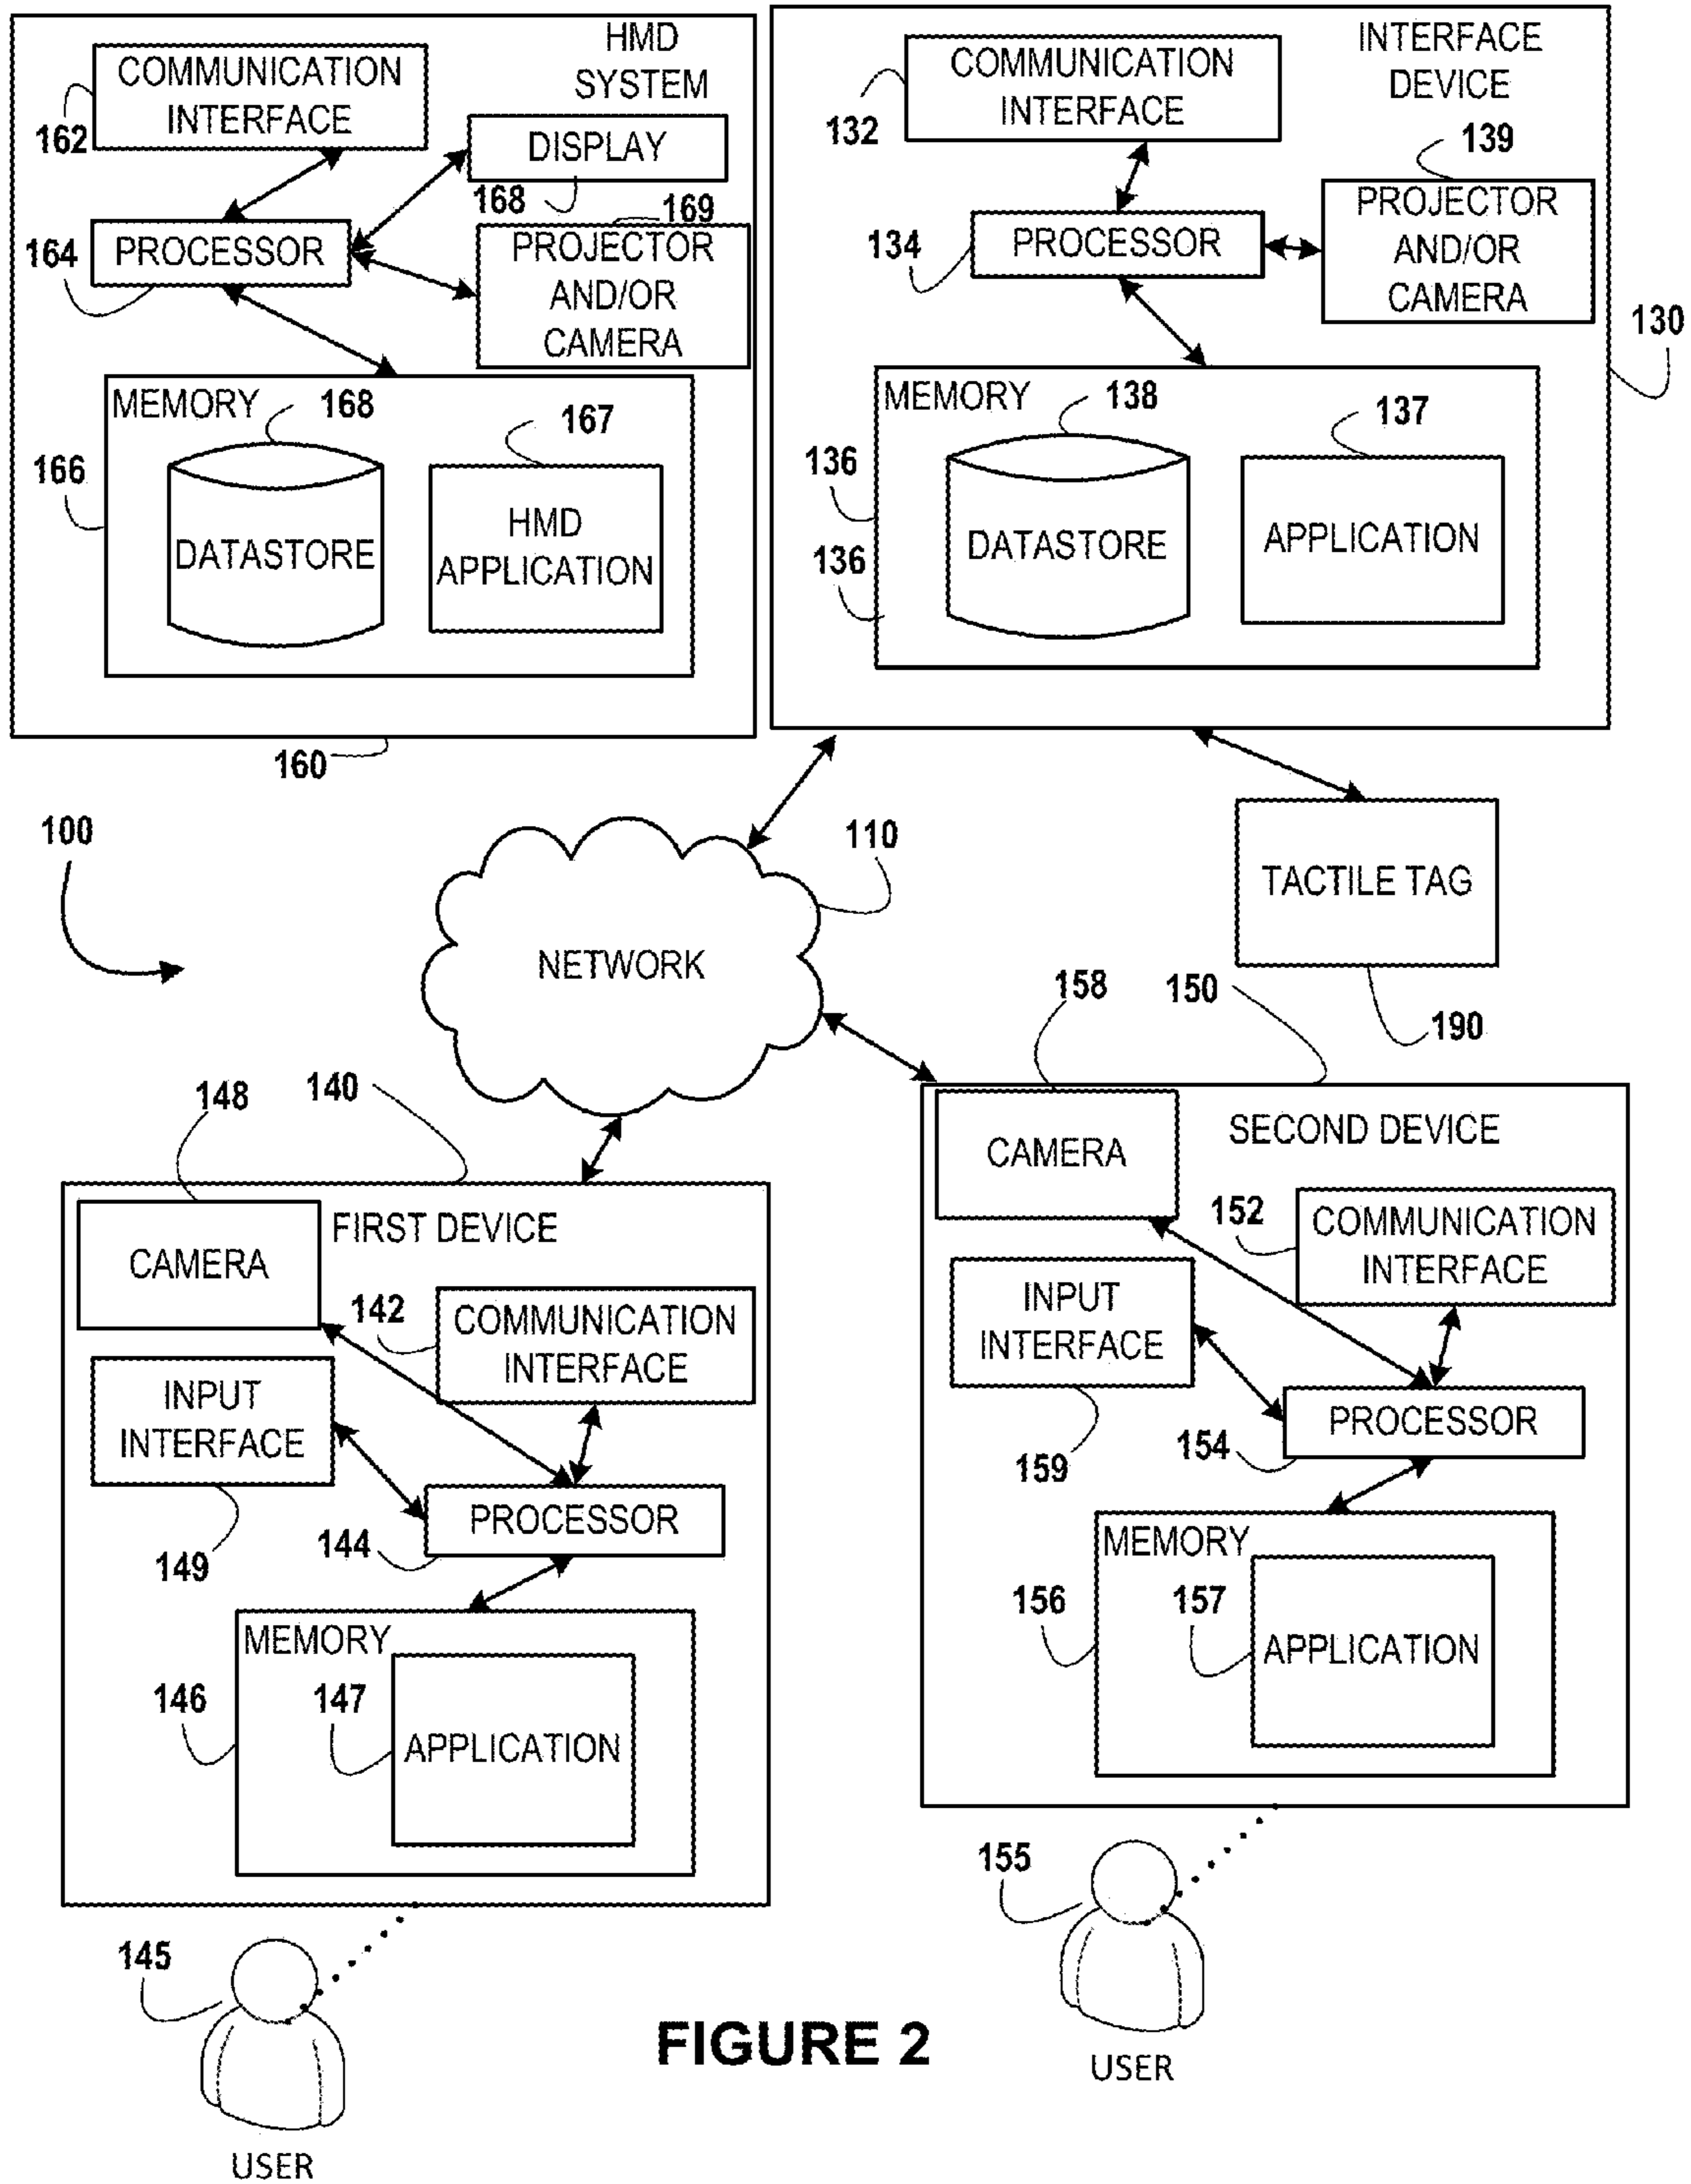 HMD
SYSTEM
COMMUNICATION
INTERFACE
162
DISPLAY
168
169
PROCESSOR
164
PROJECTOR
AND/OR
CAMERA
MEMORY
168
167
166
DATASTORE
HMD
APPLICATION
160
INTERFACE
DEVICE
COMMUNICATION
INTERFACE
132
139
PROJECTOR
AND/OR
CAMERA
PROCESSOR
134
130
MEMORY
138
137
136
136
DATASTORE
APPLICATION
100
110
NETWORK
TACTILE TAG
190
158
150
148
140
FIRST DEVICE
CAMERA
142
COMMUNICATION
INTERFACE
INPUT
INTERFACE
149
144
PROCESSOR
MEMORY
146
147
APPLICATION
145
USER
CAMERA
SECOND DEVICE
152
COMMUNICATION
INTERFACE
INPUT
INTERFACE
159
154
PROCESSOR
MEMORY
156
157
APPLICATION
155
USER
FIGURE 2